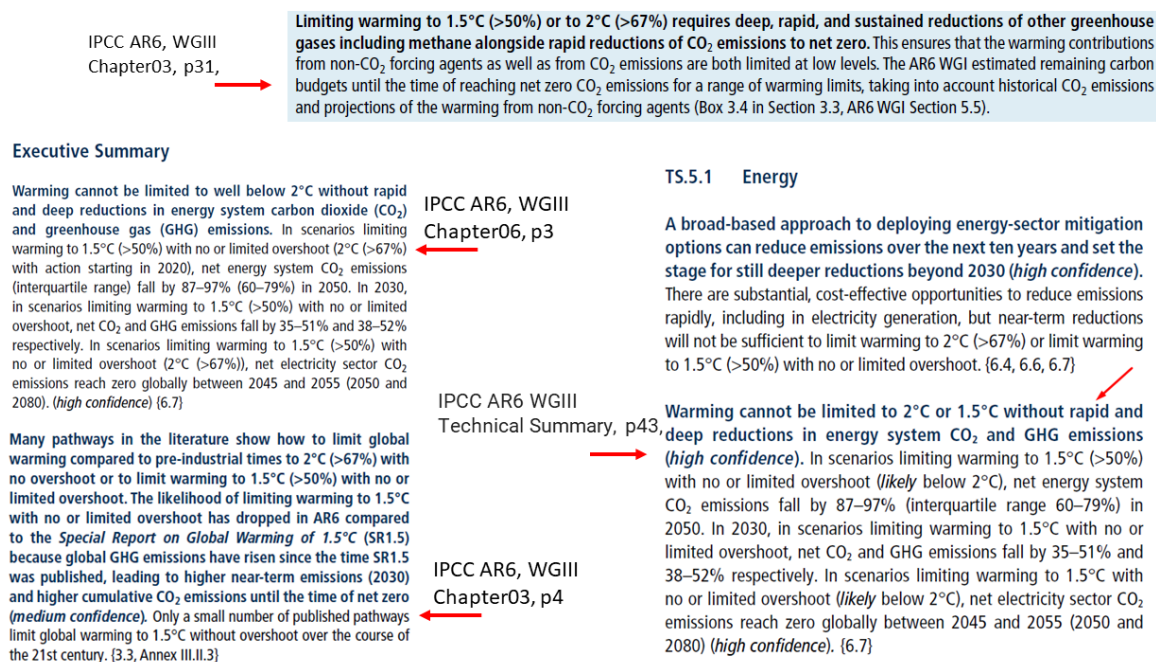 IPCC AR6, WGIII
Chapter03, p31,
Limiting warming to 1.5°C (>50%) or to 2°C (>67%) requires deep, rapid, and sustained reductions of other greenhouse
gases including methane alongside rapid reductions of CO₂ emissions to net zero. This ensures that the warming contributions
from non-CO₂ forcing agents as well as from CO₂ emissions are both limited at low levels. The AR6 WGI estimated remaining carbon
budgets until the time of reaching net zero CO₂ emissions for a range of warming limits, taking into account historical CO₂ emissions
and projections of the warming from non-CO₂ forcing agents (Box 3.4 in Section 3.3, AR6 WGI Section 5.5).
Executive Summary
Warming cannot be limited to well below 2°C without rapid
and deep reductions in energy system carbon dioxide (CO₂)
and greenhouse gas (GHG) emissions. In scenarios limiting
warming to 1.5°C (>50%) with no or limited overshoot (2°C (>67%)
with action starting in 2020), net energy system CO₂ emissions
(interquartile range) fall by 87–97% (60–79%) in 2050. In 2030,
in scenarios limiting warming to 1.5°C (>50%) with no or limited
overshoot, net CO₂ and GHG emissions fall by 35–51% and 38–52%
respectively. In scenarios limiting warming to 1.5°C (>50%) with
no or limited overshoot (2°C (>67%)), net electricity sector CO₂
emissions reach zero globally between 2045 and 2055 (2050 and
2080). (high confidence) {6.7}
Many pathways in the literature show how to limit global
warming compared to pre-industrial times to 2°C (>67%) with
no overshoot or to limit warming to 1.5°C (>50%) with no or
limited overshoot. The likelihood of limiting warming to 1.5°C
with no or limited overshoot has dropped in AR6 compared
to the Special Report on Global Warming of 1.5°C (SR1.5)
because global GHG emissions have risen since the time SR1.5
was published, leading to higher near-term emissions (2030)
and higher cumulative CO₂ emissions until the time of net zero
(medium confidence). Only a small number of published pathways
limit global warming to 1.5°C without overshoot over the course of
the 21st century. {3.3, Annex III.II.3}
IPCC AR6, WGIII
Chapter06, p3
IPCC AR6 WGIII
Technical Summary, p43,
IPCC AR6, WGIII
Chapter03, p4
TS.5.1 Energy
A broad-based approach to deploying energy-sector mitigation
options can reduce emissions over the next ten years and set the
stage for still deeper reductions beyond 2030 (high confidence).
There are substantial, cost-effective opportunities to reduce emissions
rapidly, including in electricity generation, but near-term reductions
will not be sufficient to limit warming to 2°C (>67%) or limit warming
to 1.5°C (>50%) with no or limited overshoot. {6.4, 6.6, 6.7}
Warming cannot be limited to 2°C or 1.5°C without rapid and
deep reductions in energy system CO₂ and GHG emissions
(high confidence). In scenarios limiting warming to 1.5°C (>50%)
with no or limited overshoot (likely below 2°C), net energy system
CO₂ emissions fall by 87–97% (interquartile range 60–79%) in
2050. In 2030, in scenarios limiting warming to 1.5°C with no or
limited overshoot, net CO₂ and GHG emissions fall by 35–51% and
38–52% respectively. In scenarios limiting warming to 1.5°C with
no or limited overshoot (likely below 2°C), net electricity sector CO₂
emissions reach zero globally between 2045 and 2055 (2050 and
2080) (high confidence). {6.7}